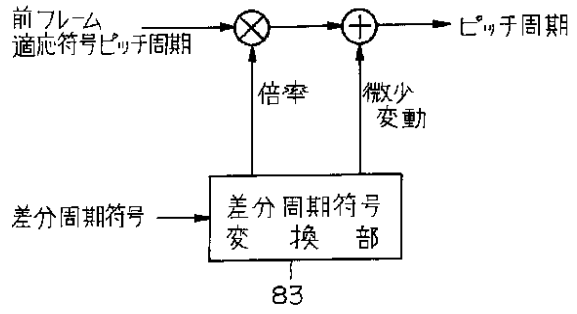 前フレーム
適応符号ピッチ周期
ピッチ周期
倍率
微少
変動
差分周期符号
差分周期符号
変換部
83